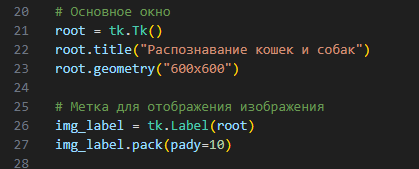 20 # Основное окно
21 root = tk.Tk()
22 root.title("Распознавание кошек и собак")
23 root.geometry("600x600")
24
25 # Метка для отображения изображения
26 img_label = tk.Label(root)
27 img_label.pack(pady=10)
28